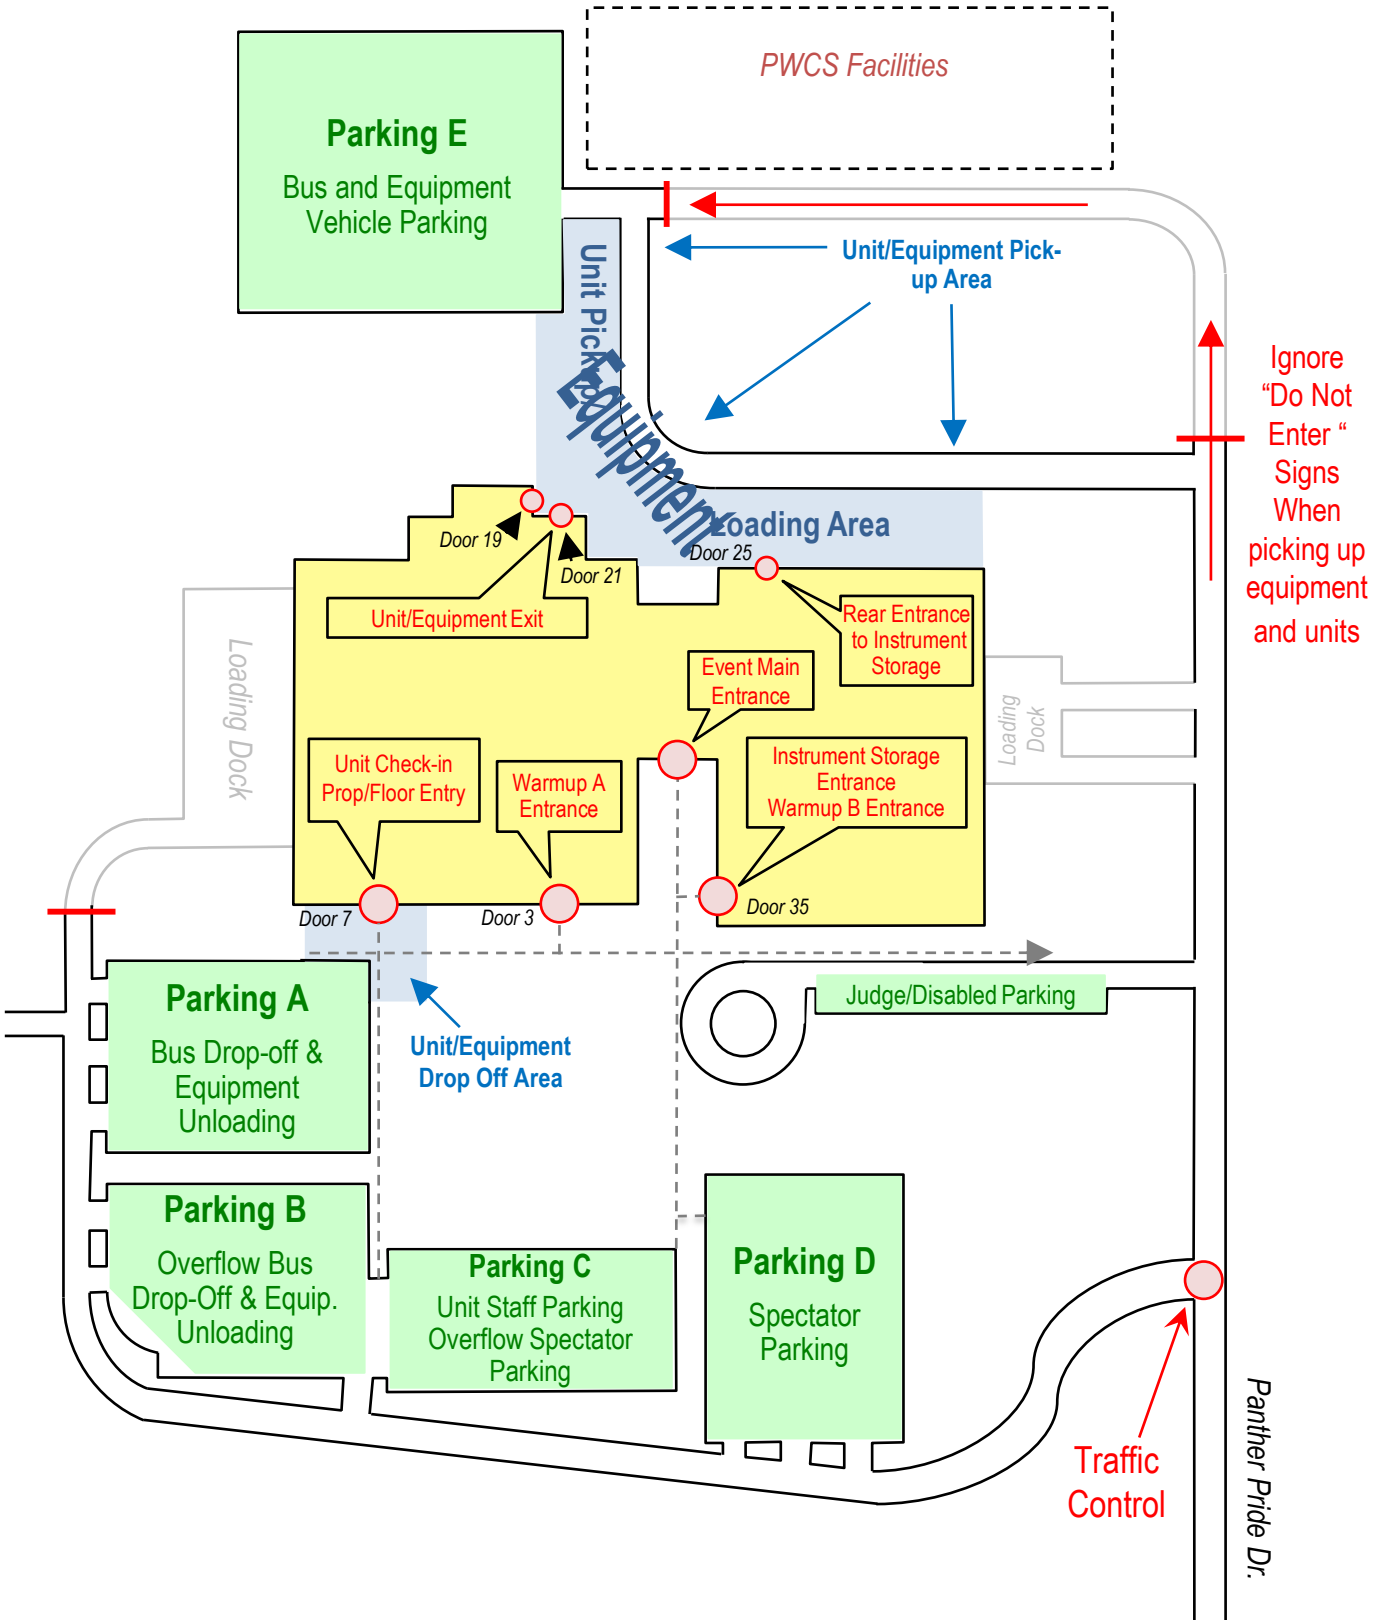 PWCS Facilities
Parking E
Bus and Equipment
Vehicle Parking
Unit/Equipment Pick-
up Area
Unit Pickup/
Equipment
Loading Area
Ignore
“Do Not
Enter “
Signs
When
picking up
equipment
and units
Door 19
Door 21
Door 25
Unit/Equipment Exit
Rear Entrance
to Instrument
Storage
Event Main
Entrance
Loading Dock
Loading
Dock
Unit Check-in
Prop/Floor Entry
Warmup A
Entrance
Instrument Storage
Entrance
Warmup B Entrance
Door 7
Door 3
Door 35
Parking A
Bus Drop-off &
Equipment
Unloading
Unit/Equipment
Drop Off Area
Judge/Disabled Parking
Parking B
Overflow Bus
Drop-Off & Equip.
Unloading
Parking C
Unit Staff Parking
Overflow Spectator
Parking
Parking D
Spectator
Parking
Traffic
Control
Panther Pride Dr.